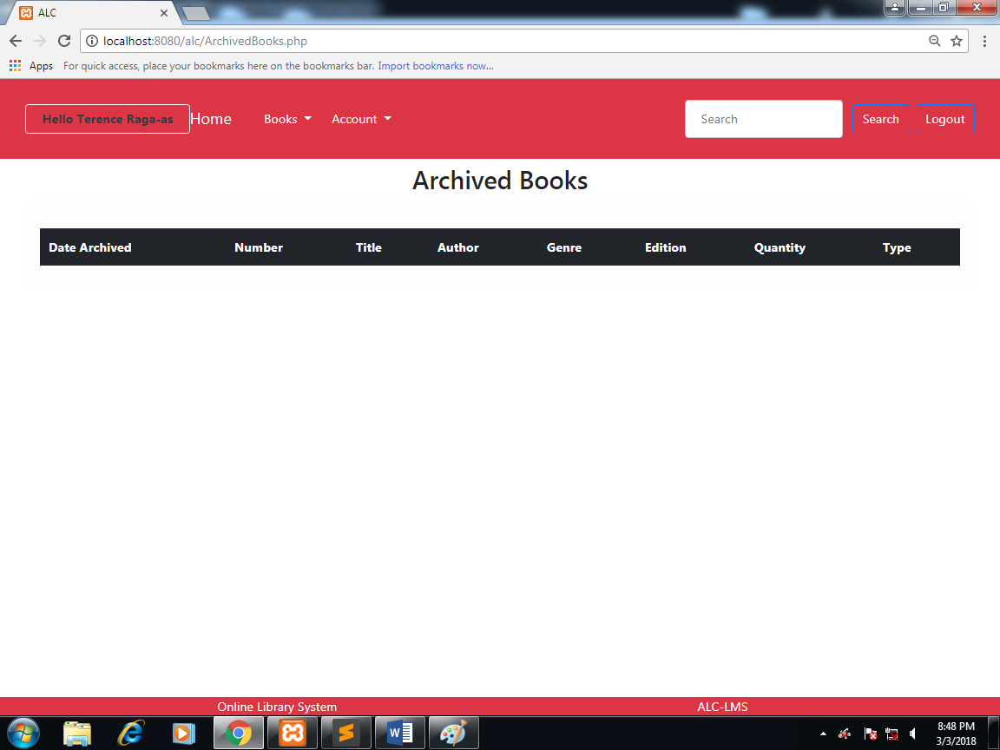 ALC
localhost:8080/alc/ArchivedBooks.php
Apps For quick access, place your bookmarks here on the bookmarks bar. Import bookmarks now...
Hello Terence Raga-as Home Books Account Search Search Logout
Archived Books
Date Archived Number Title Author Genre Edition Quantity Type
Online Library System ALC-LMS
8:48 PM
3/3/2018